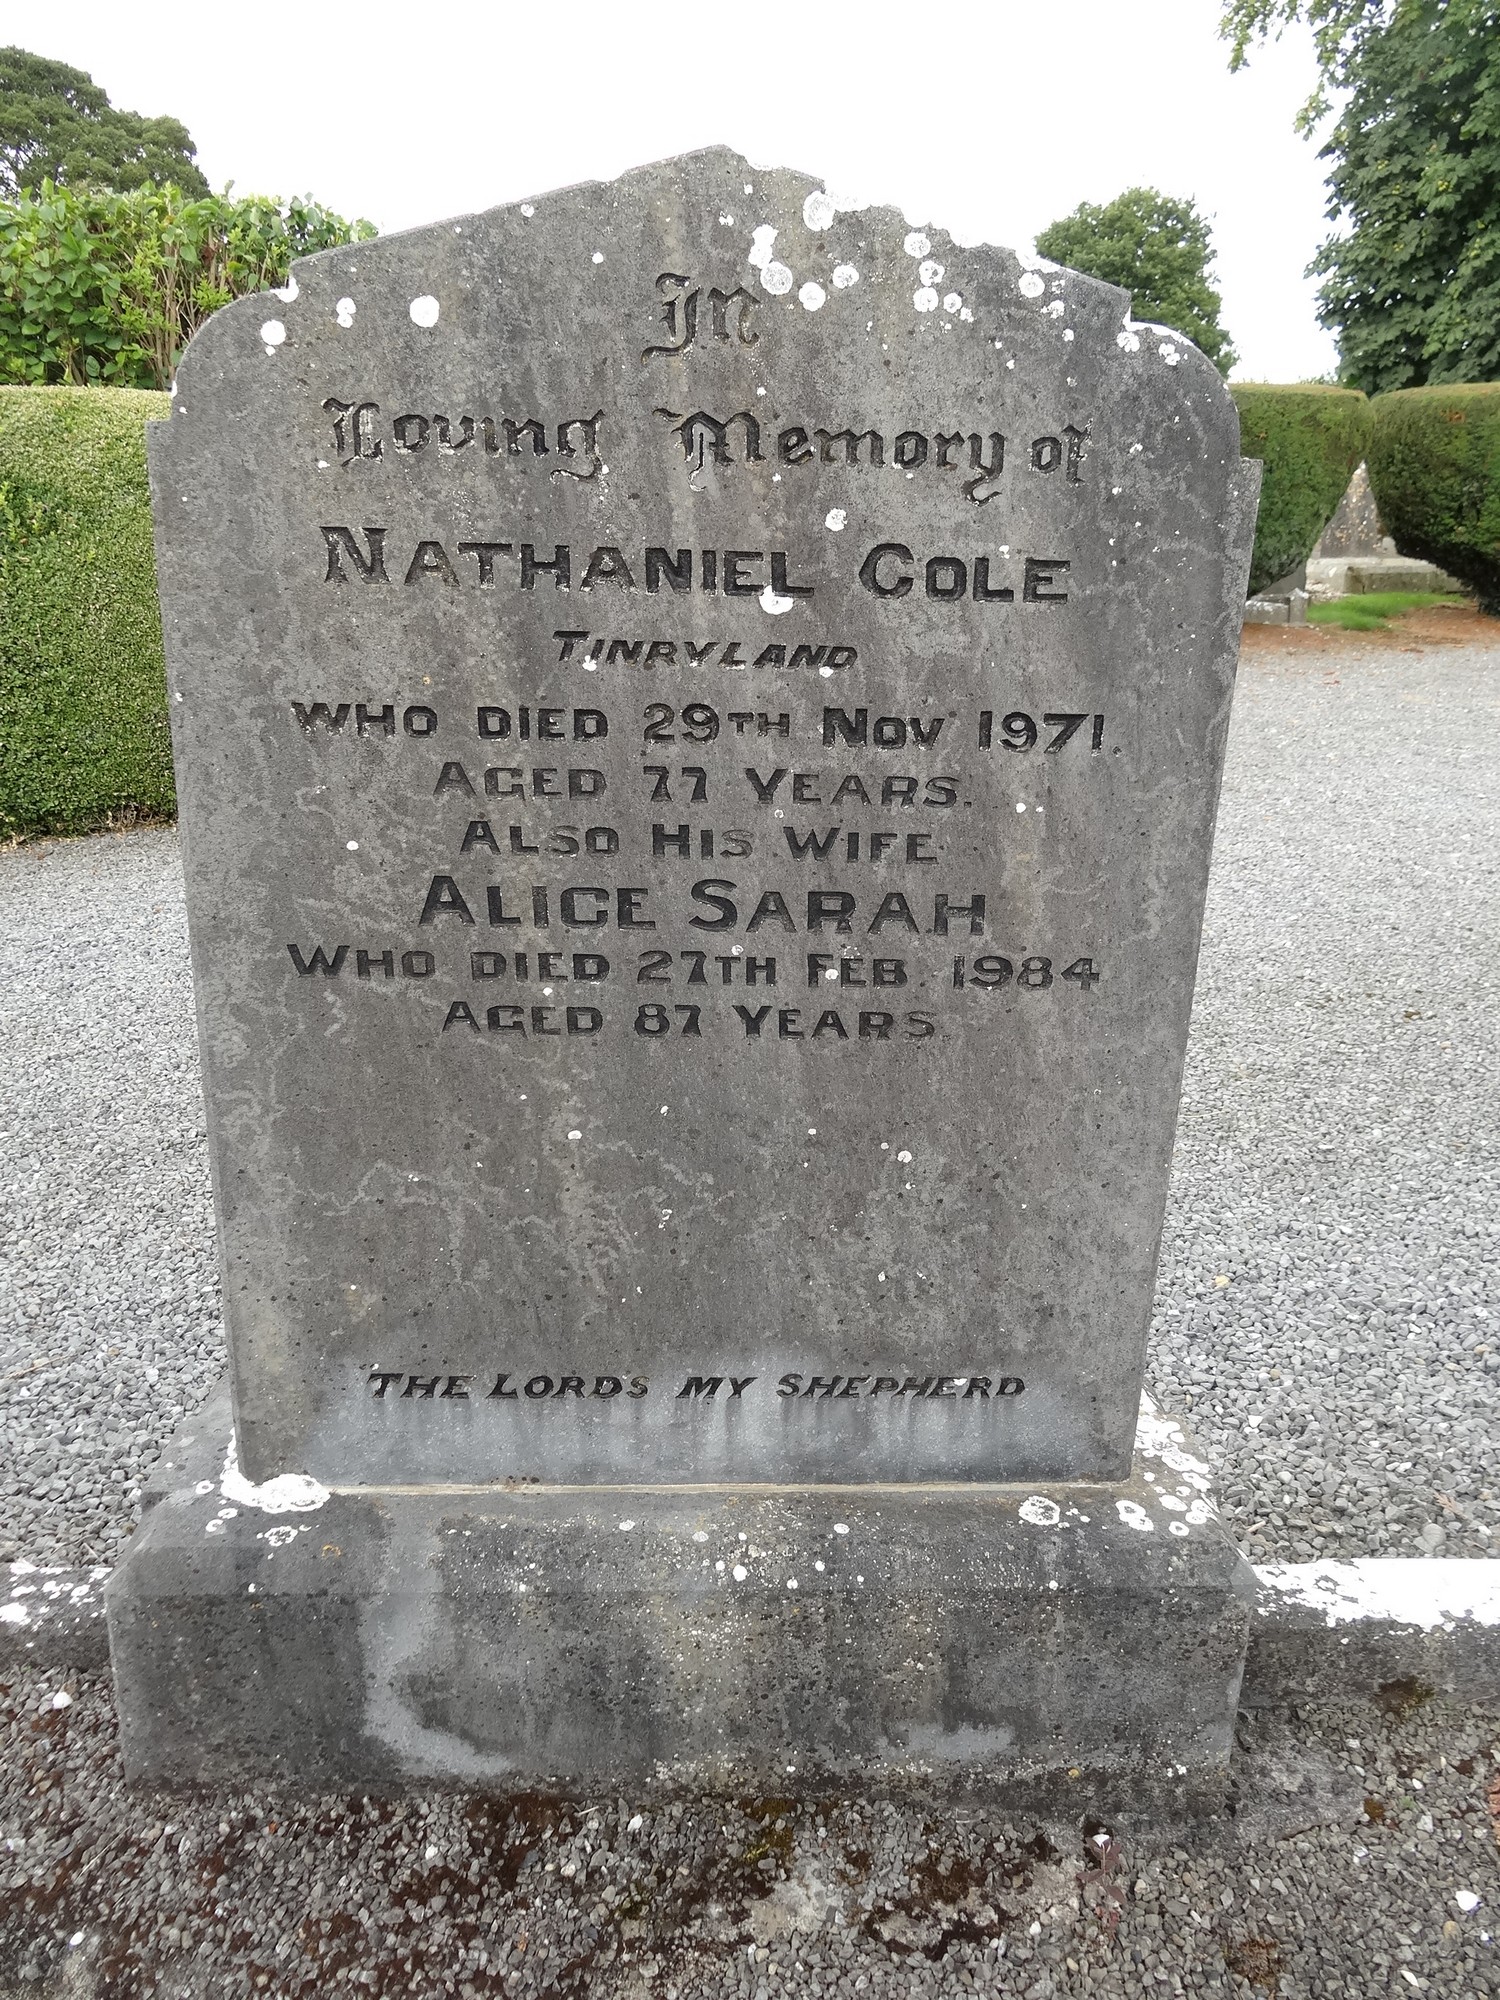 In
Loving Memory of
NATHANIEL COLE
TINRYLAND
WHO DIED 29TH NOV 1971.
AGED 77 YEARS.
ALSO HIS WIFE
ALICE SARAH
WHO DIED 27TH FEB. 1984
AGED 87 YEARS.
THE LORDS MY SHEPHERD